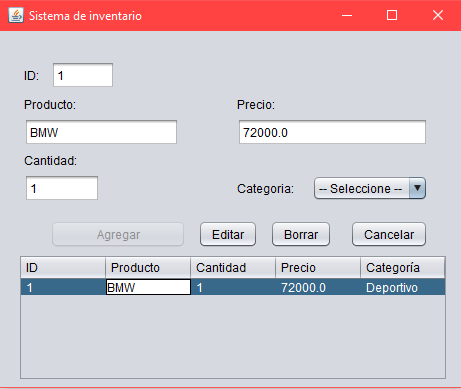 Sistema de inventario
ID: 1
Producto: Precio:
BMW 72000.0
Cantidad:
1 Categoria: -- Seleccione --
Agregar Editar Borrar Cancelar
ID Producto Cantidad Precio Categoría
1 BMW 1 72000.0 Deportivo